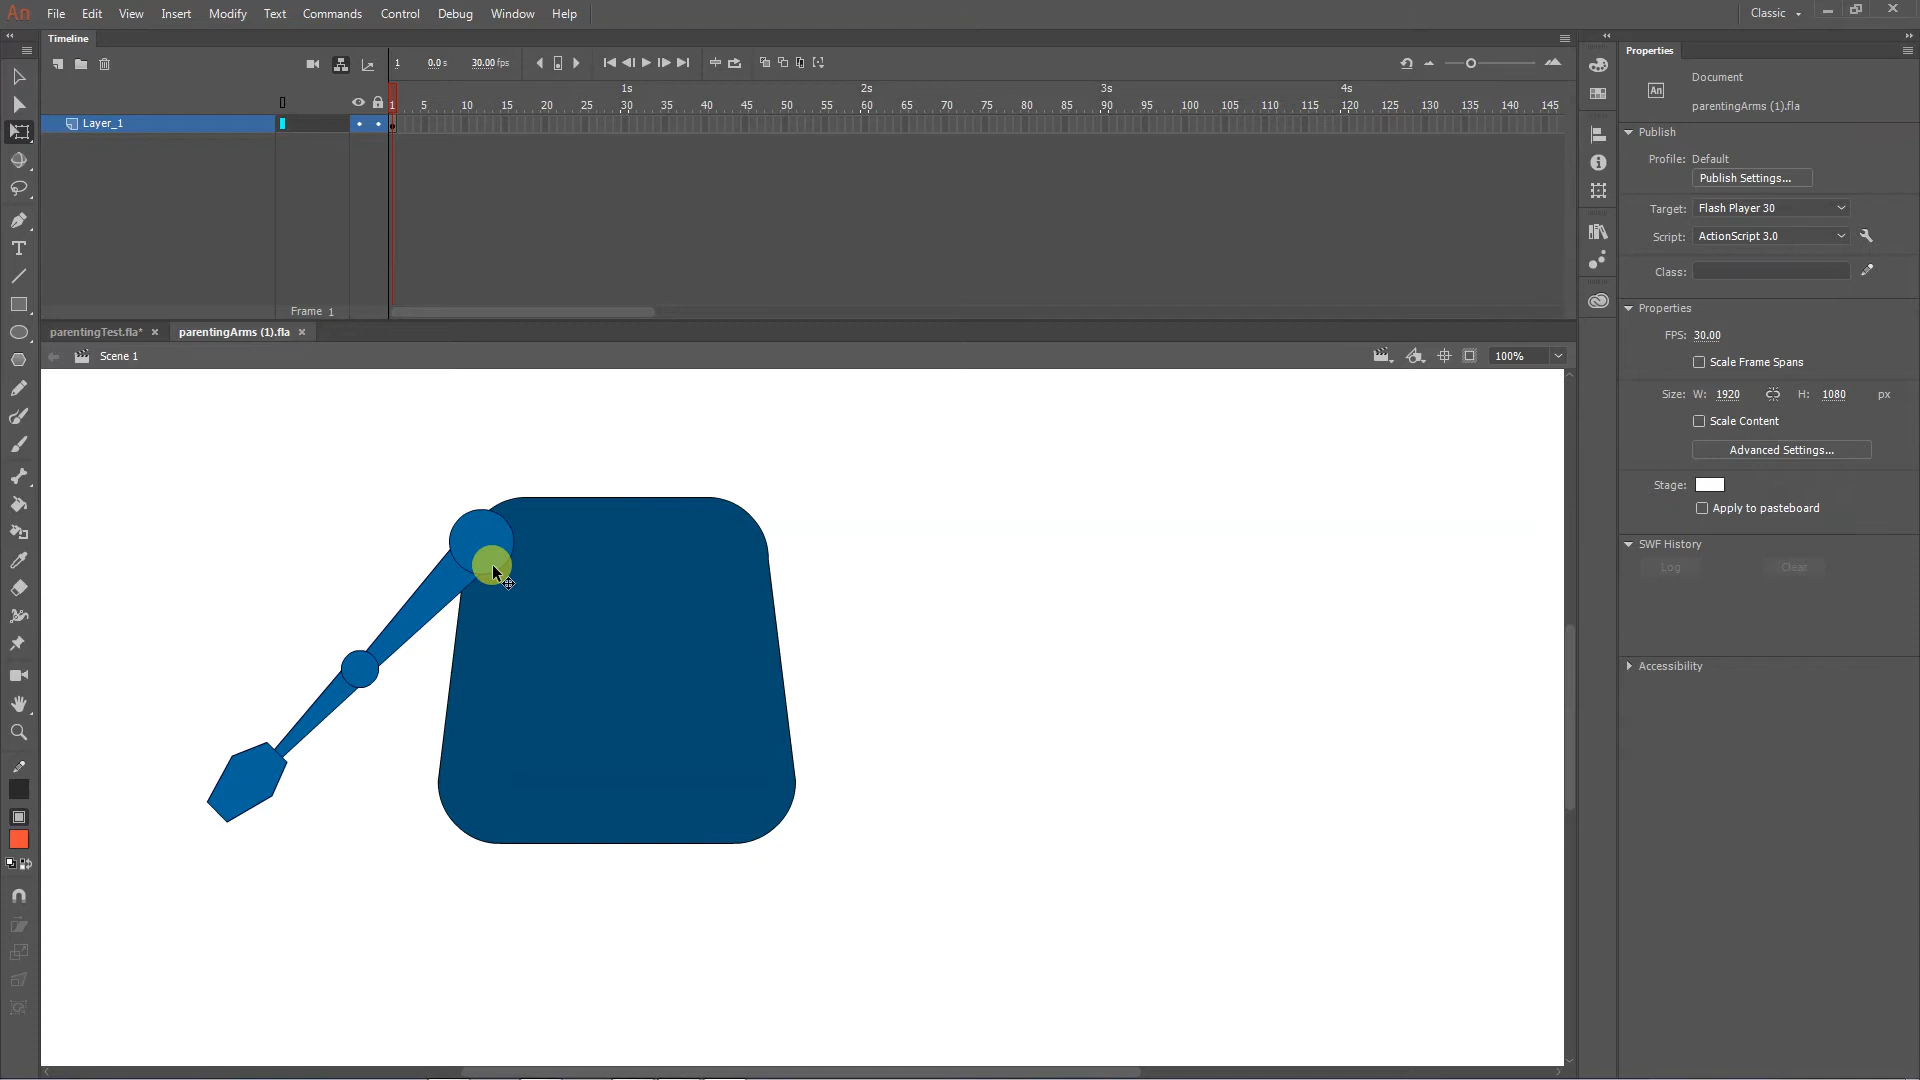 An File Edit View Insert Modify Text Commands Control Debug Window Help Classic
Timeline
1 0.0 s 30.00 fps
1s 2s 3s 4s
1 5 10 15 20 25 30 35 40 45 50 55 60 65 70 75 80 85 90 95 100 105 110 115 120 125 130 135 140 145
Layer_1
Frame 1
parentingTest.fla* × parentingArms (1).fla ×
Scene 1
100%
T
Properties
An
Document
parentingArms (1).fla
Publish
Profile: Default
Publish Settings...
Target: Flash Player 30
Script: ActionScript 3.0
Class:
Properties
FPS: 30.00
Scale Frame Spans
Size: W: 1920 H: 1080 px
Scale Content
Advanced Settings...
Stage:
Apply to pasteboard
SWF History
Log Clear
Accessibility